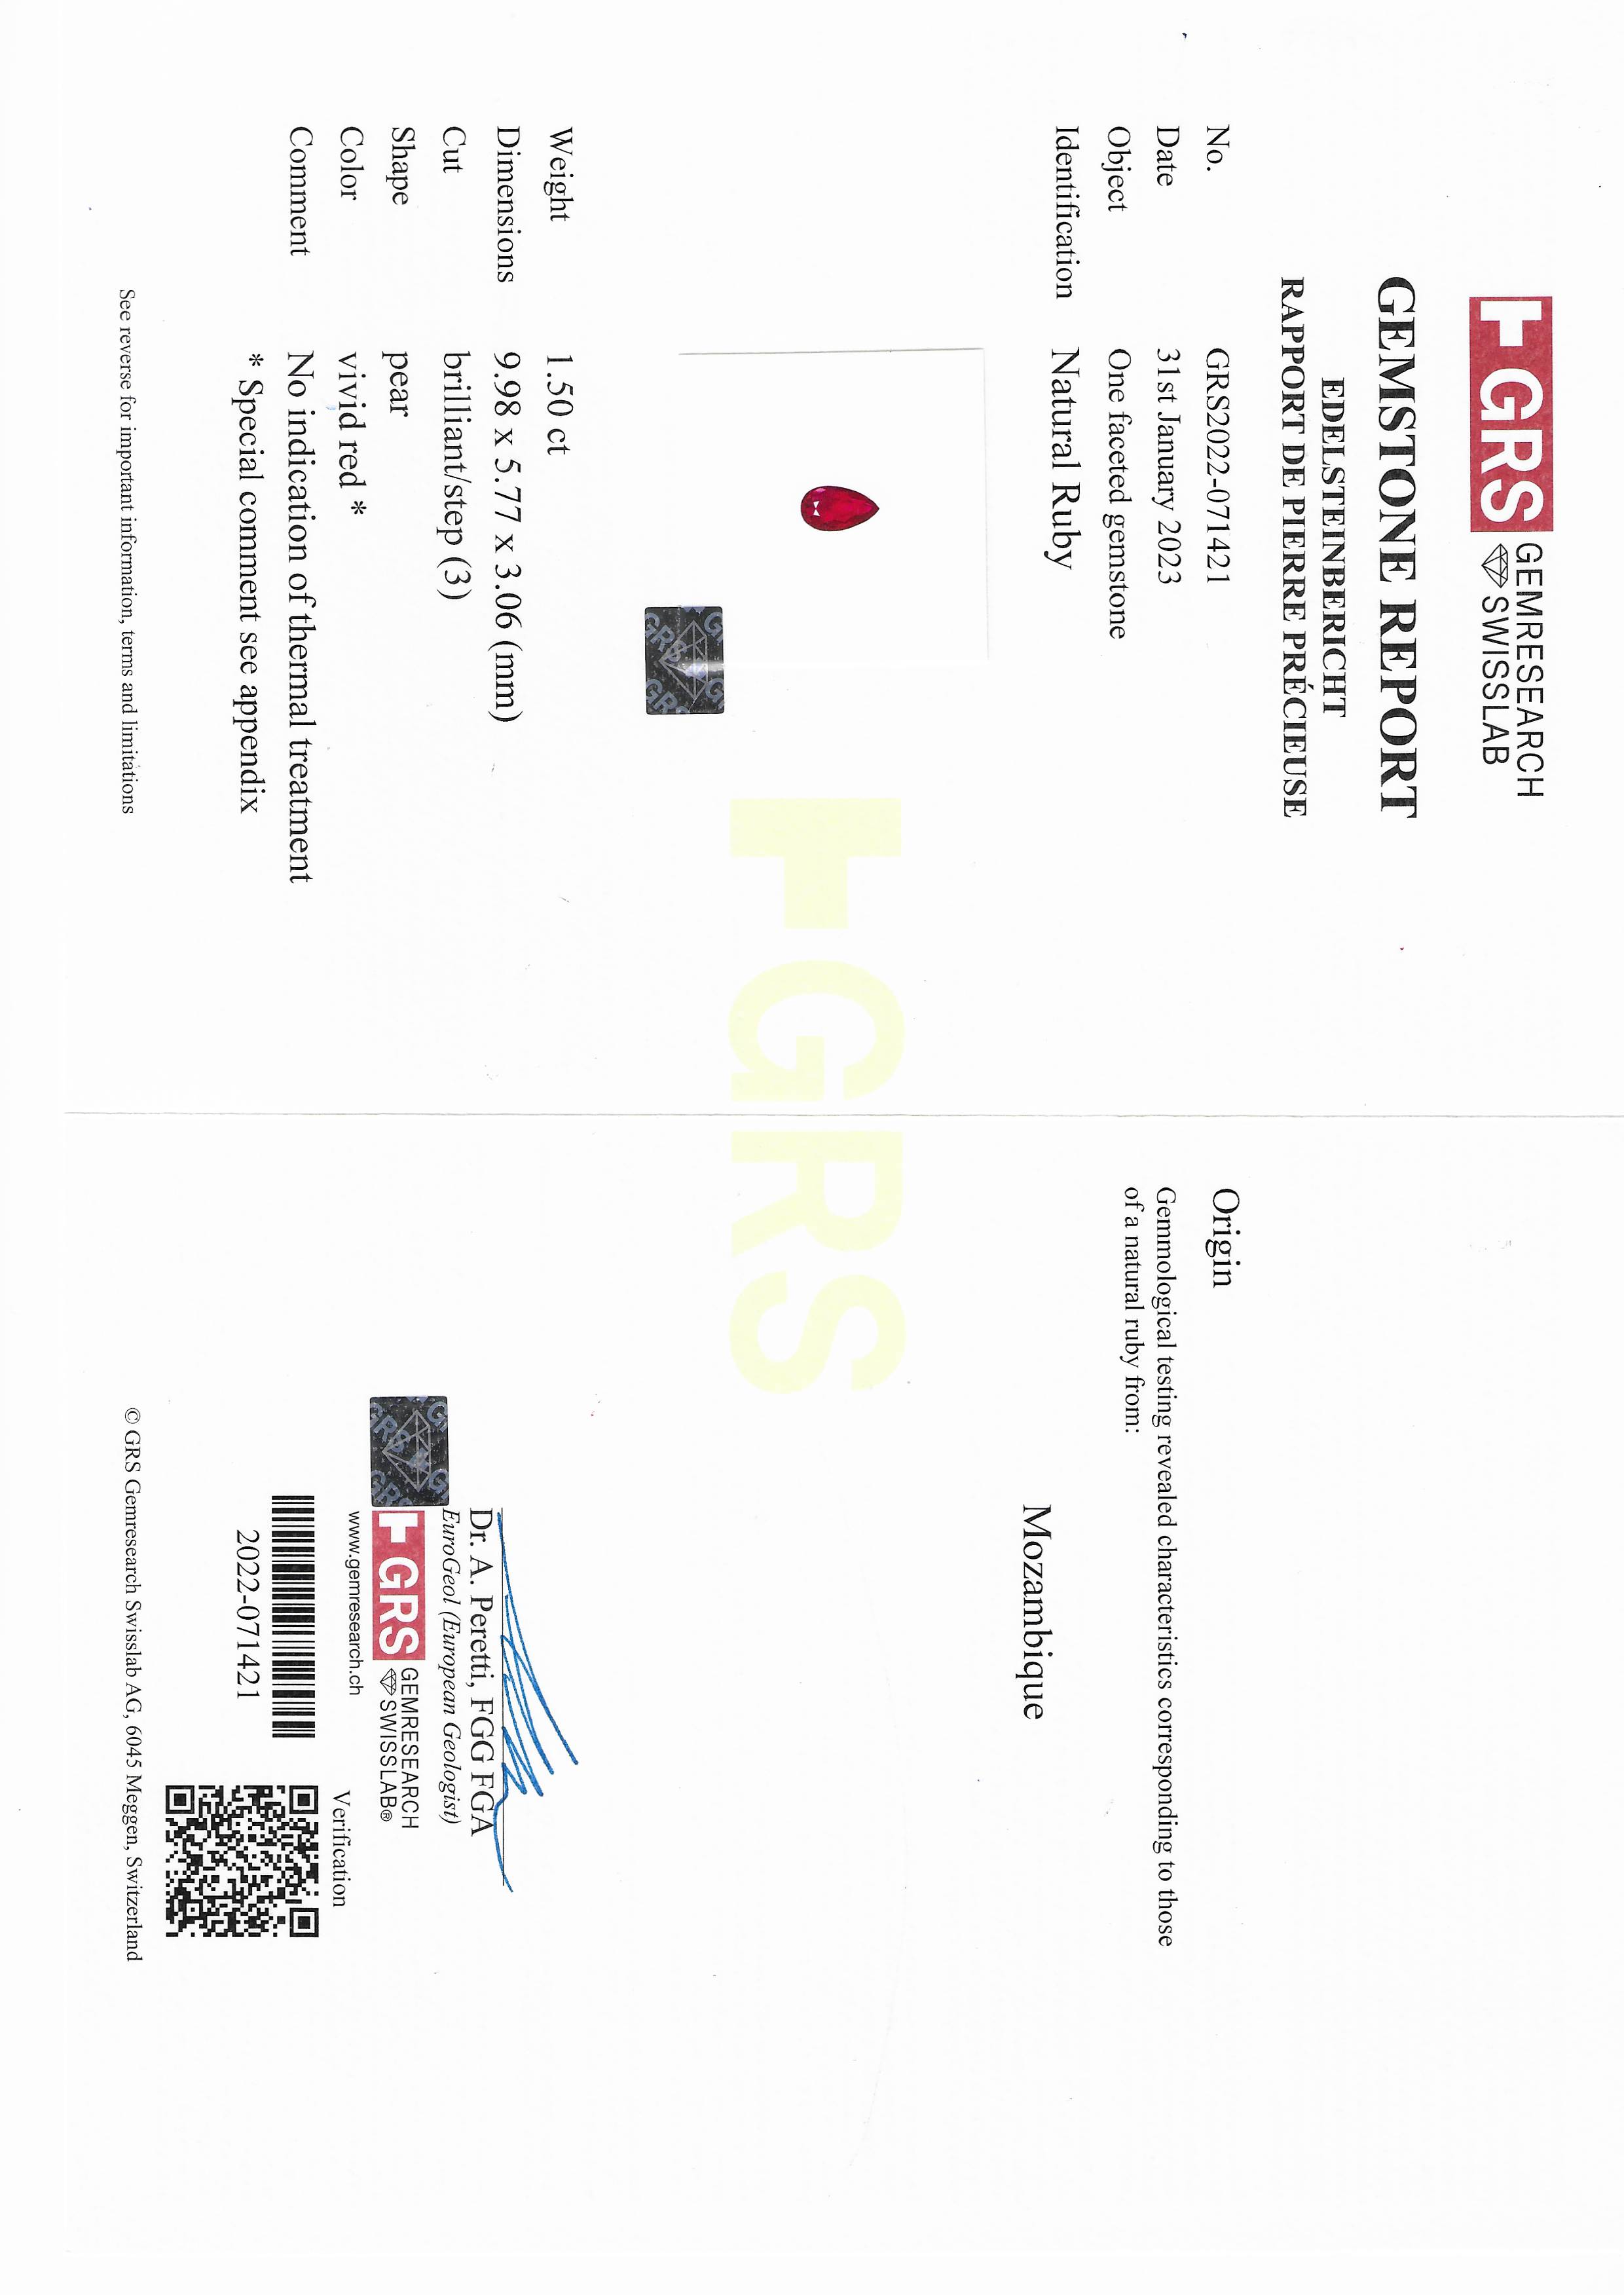 GRS GEMRESEARCH
SWISSLAB
GEMSTONE REPORT
EDELSTEINBERICHT
RAPPORT DE PIERRE PRÉCIEUSE
No. GRS2022-071421
Date 31st January 2023
Object One faceted gemstone
Identification Natural Ruby
GRS
Weight 1.50 ct
Dimensions 9.98 x 5.77 x 3.06 (mm)
Cut brilliant/step (3)
Shape pear
Color vivid red *
Comment No indication of thermal treatment
* Special comment see appendix
See reverse for important information, terms and limitations
Origin
Gemmological testing revealed characteristics corresponding to those
of a natural ruby from:
Mozambique
GRS
Dr. A. Peretti, FGG FGA
EuroGeol (European Geologist)
GRS
GRS GEMRESEARCH
SWISSLAB®
www.gemresearch.ch
Verification
2022-071421
© GRS Gemresearch Swisslab AG, 6045 Meggen, Switzerland